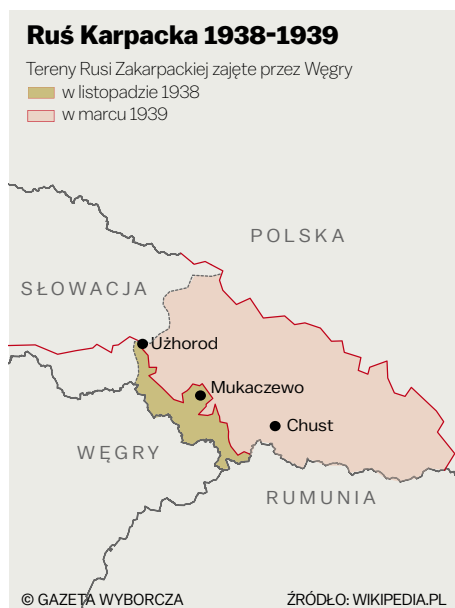 Ruś Karpacka 1938-1939
Tereny Rusi Zakarpackiej zajęte przez Węgry
w listopadzie 1938
w marcu 1939
POLSKA
SŁOWACJA
Użhorod
Mukaczewo
Chust
WĘGRY
RUMUNIA
© GAZETA WYBORCZA
ŹRÓDŁO: WIKIPEDIA.PL